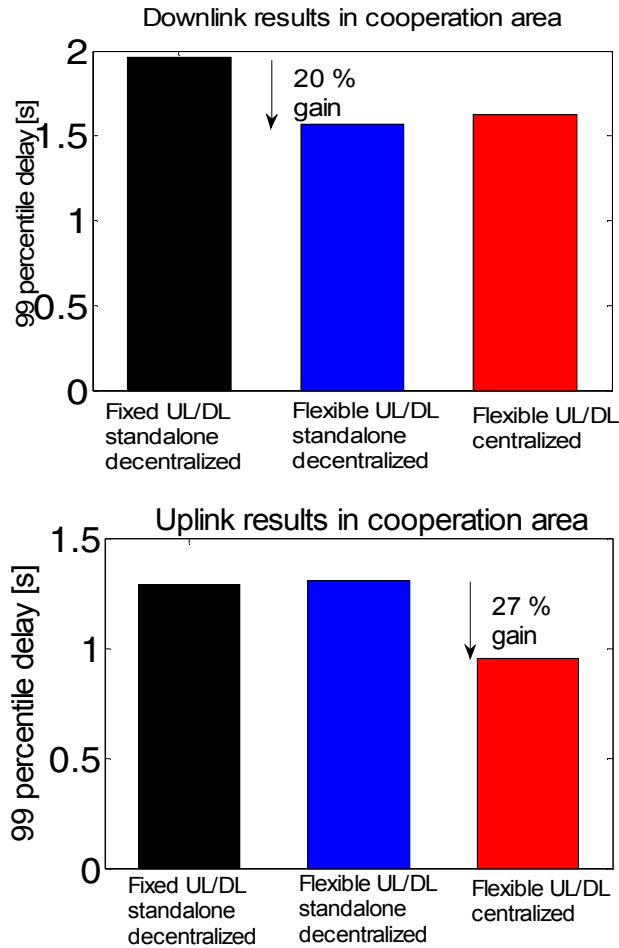 Downlink results in cooperation area
99 percentile delay [s]
2
1.5
1
0.5
0
20 %
gain
Fixed UL/DL
standalone
decentralized
Flexible UL/DL
standalone
decentralized
Flexible UL/DL
centralized
Uplink results in cooperation area
99 percentile delay [s]
1.5
1
0.5
0
27 %
gain
Fixed UL/DL
standalone
decentralized
Flexible UL/DL
standalone
decentralized
Flexible UL/DL
centralized